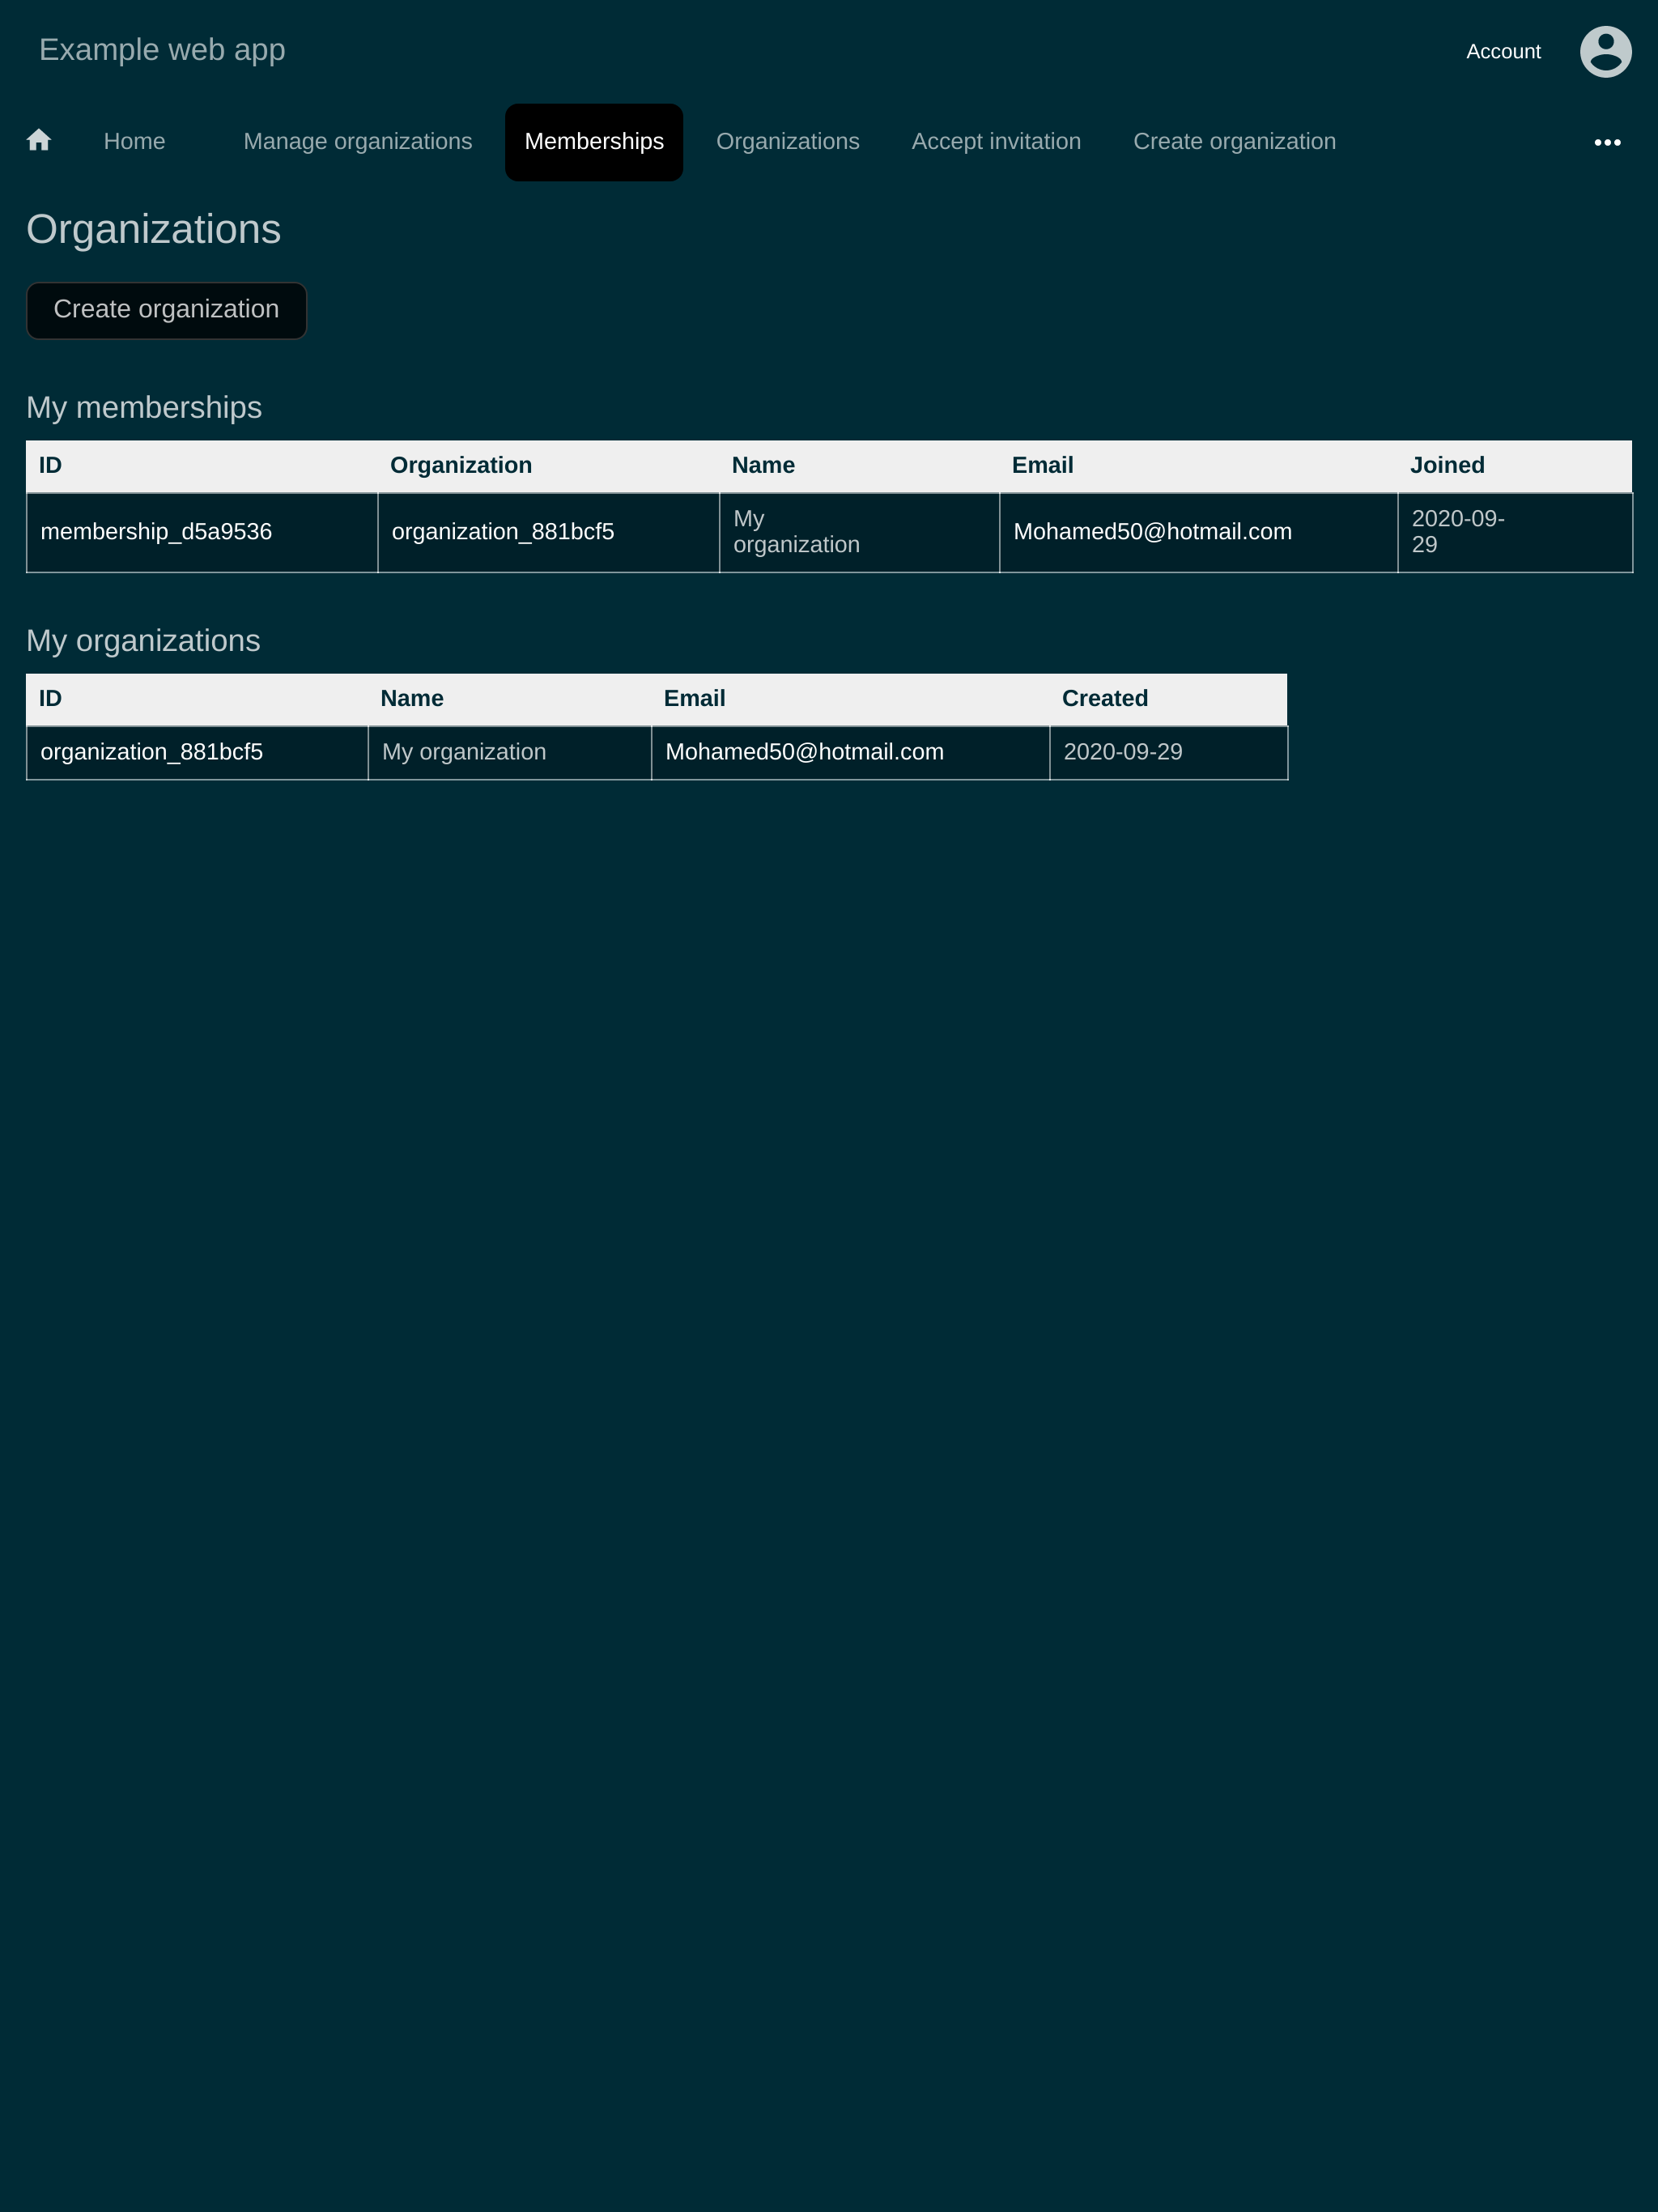 Example web app
Account
Home
Manage organizations
Memberships
Organizations
Accept invitation
Create organization
Organizations
Create organization
My memberships
ID Organization Name Email Joined
membership_d5a9536 organization_881bcf5 My organization Mohamed50@hotmail.com 2020-09-29
My organizations
ID Name Email Created
organization_881bcf5 My organization Mohamed50@hotmail.com 2020-09-29